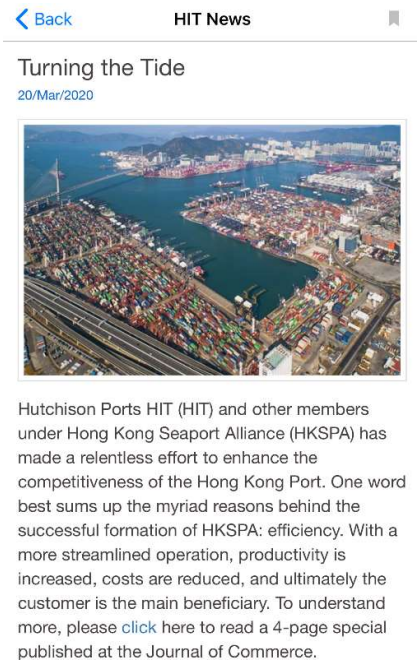 Back
HIT News
Turning the Tide
20/Mar/2020
Hutchison Ports HIT (HIT) and other members
under Hong Kong Seaport Alliance (HKSPA) has
made a relentless effort to enhance the
competitiveness of the Hong Kong Port. One word
best sums up the myriad reasons behind the
successful formation of HKSPA: efficiency. With a
more streamlined operation, productivity is
increased, costs are reduced, and ultimately the
customer is the main beneficiary. To understand
more, please click here to read a 4-page special
published at the Journal of Commerce.